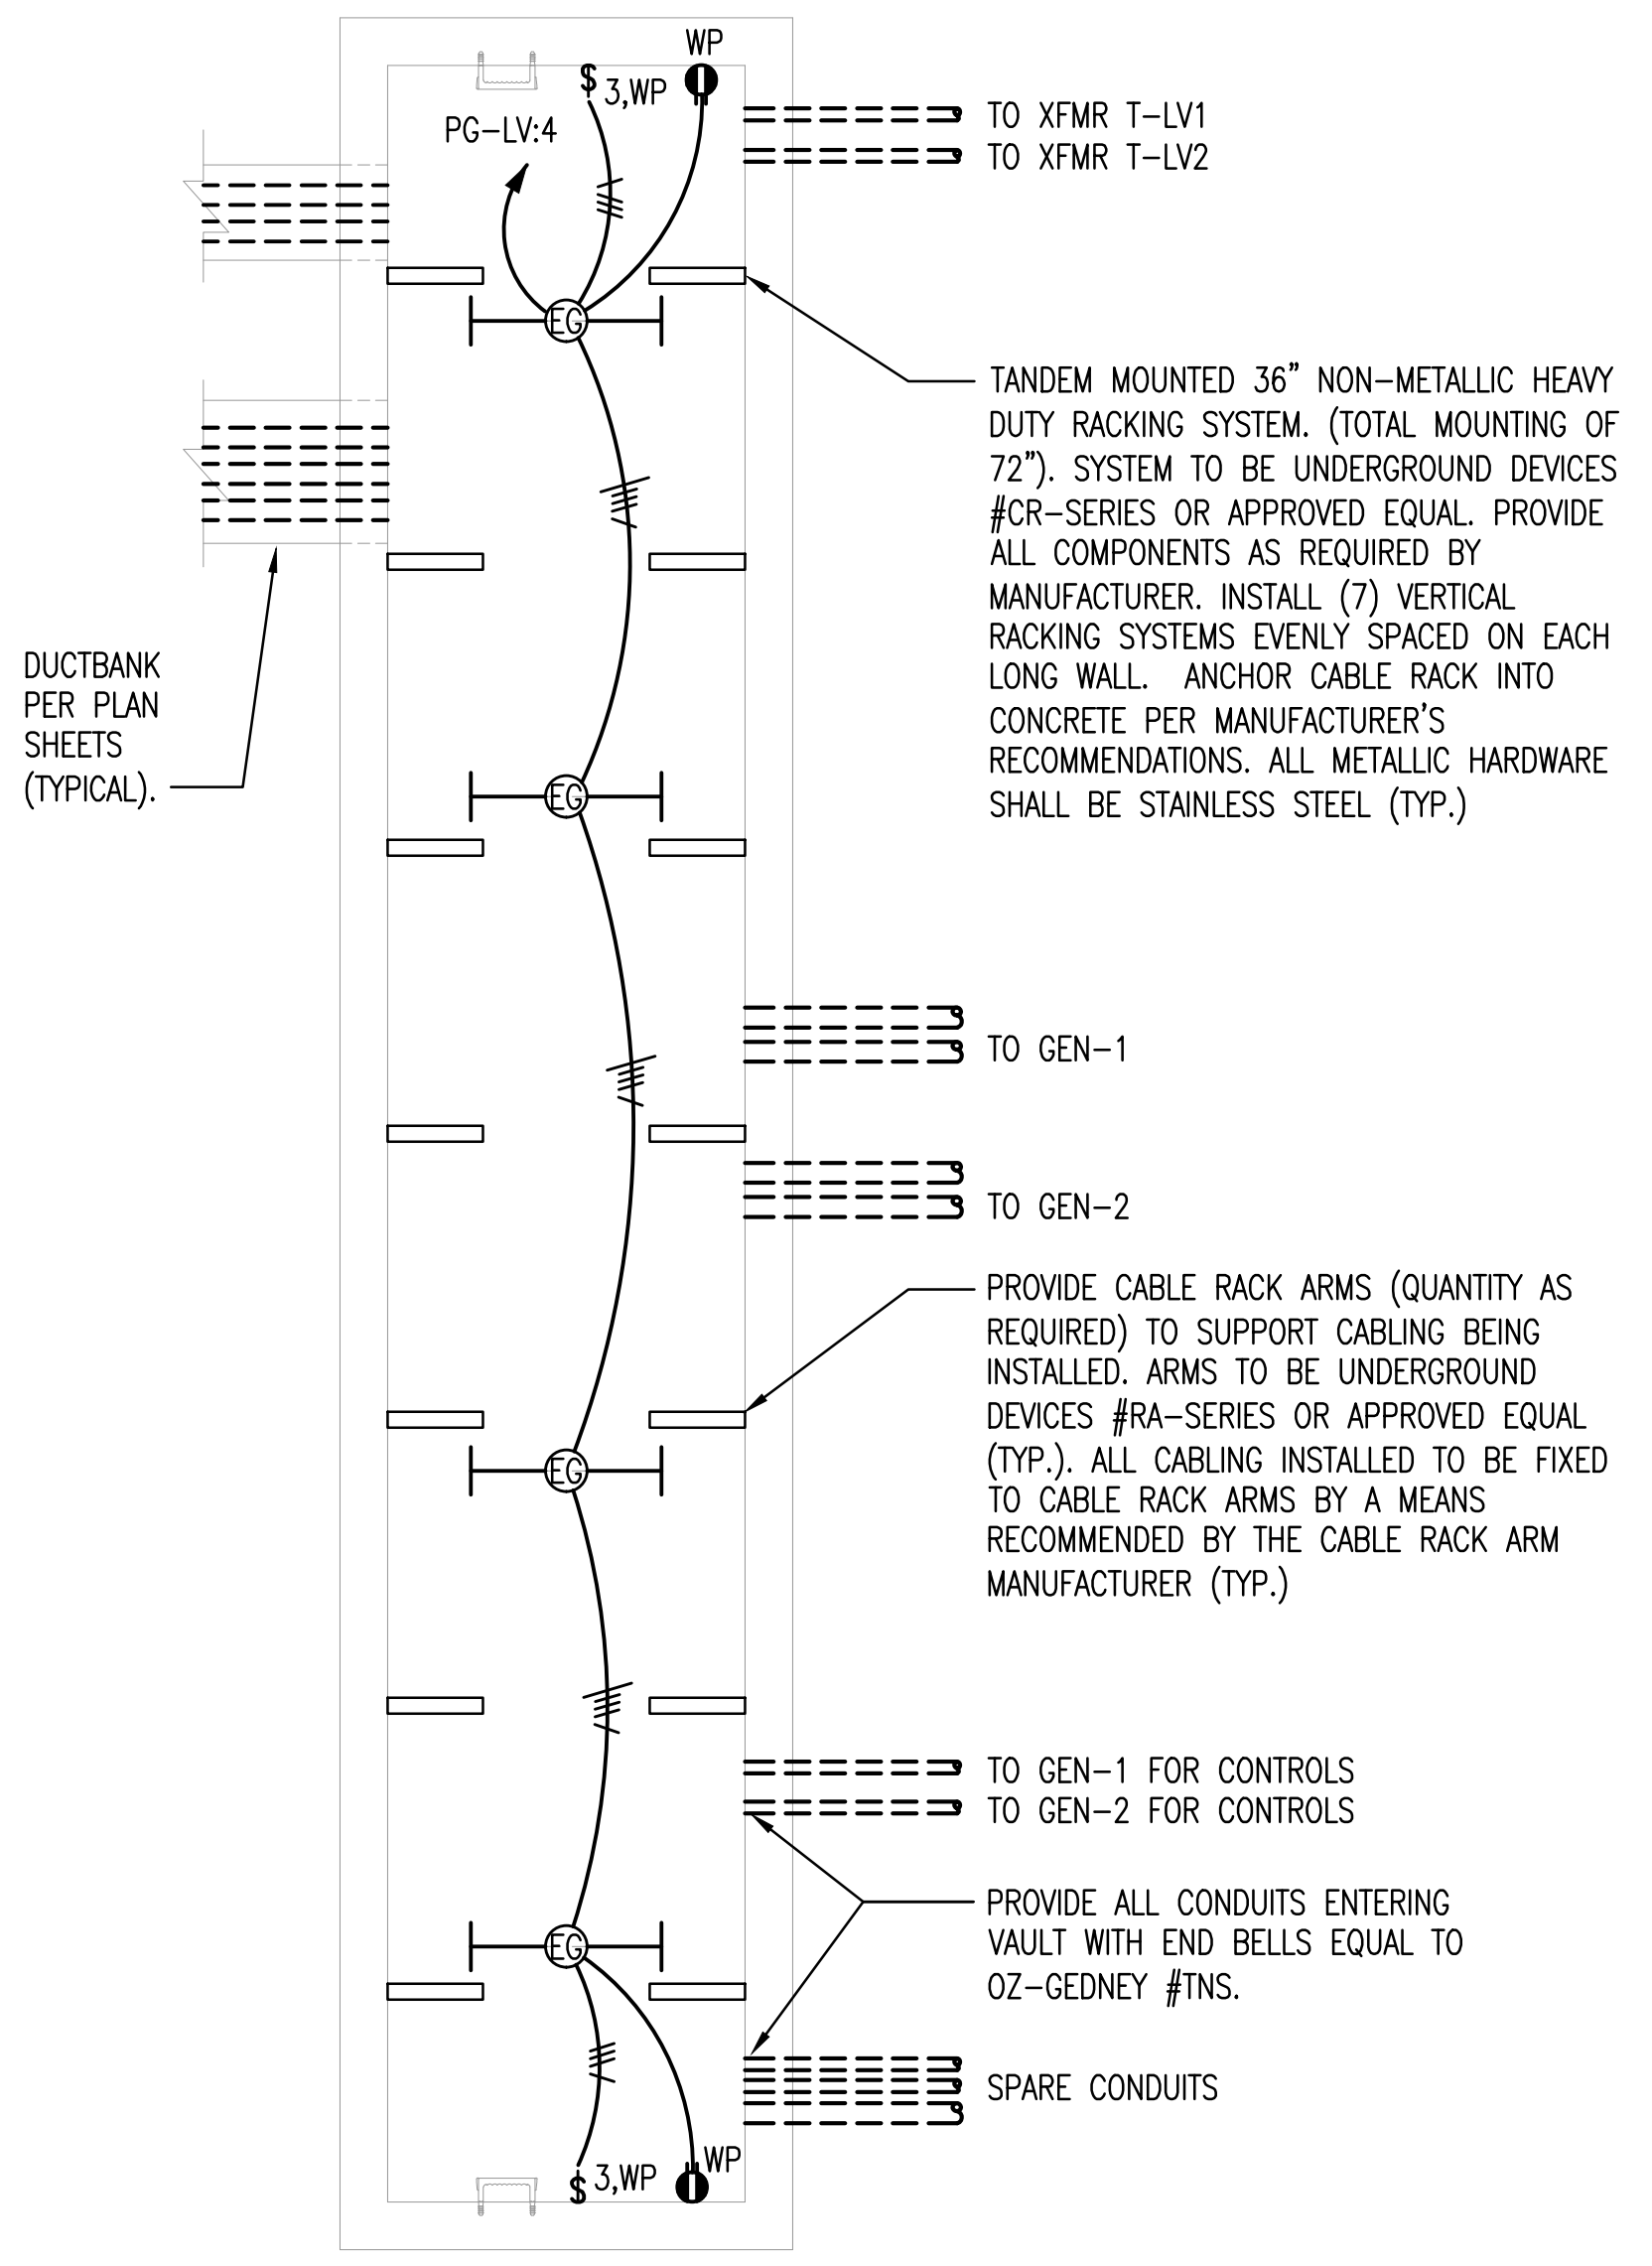 WP
$ 3,WP
PG-LV:4
TO XFMR T-LV1
TO XFMR T-LV2
EG
TANDEM MOUNTED 36" NON-METALLIC HEAVY
DUTY RACKING SYSTEM. (TOTAL MOUNTING OF
72"). SYSTEM TO BE UNDERGROUND DEVICES
#CR-SERIES OR APPROVED EQUAL. PROVIDE
ALL COMPONENTS AS REQUIRED BY
MANUFACTURER. INSTALL (7) VERTICAL
RACKING SYSTEMS EVENLY SPACED ON EACH
LONG WALL. ANCHOR CABLE RACK INTO
CONCRETE PER MANUFACTURER'S
RECOMMENDATIONS. ALL METALLIC HARDWARE
SHALL BE STAINLESS STEEL (TYP.)
DUCTBANK
PER PLAN
SHEETS
(TYPICAL).
EG
TO GEN-1
TO GEN-2
PROVIDE CABLE RACK ARMS (QUANTITY AS
REQUIRED) TO SUPPORT CABLING BEING
INSTALLED. ARMS TO BE UNDERGROUND
DEVICES #RA-SERIES OR APPROVED EQUAL
(TYP.). ALL CABLING INSTALLED TO BE FIXED
TO CABLE RACK ARMS BY A MEANS
RECOMMENDED BY THE CABLE RACK ARM
MANUFACTURER (TYP.)
EG
TO GEN-1 FOR CONTROLS
TO GEN-2 FOR CONTROLS
PROVIDE ALL CONDUITS ENTERING
VAULT WITH END BELLS EQUAL TO
OZ-GEDNEY #TNS.
EG
SPARE CONDUITS
$ 3,WP
WP